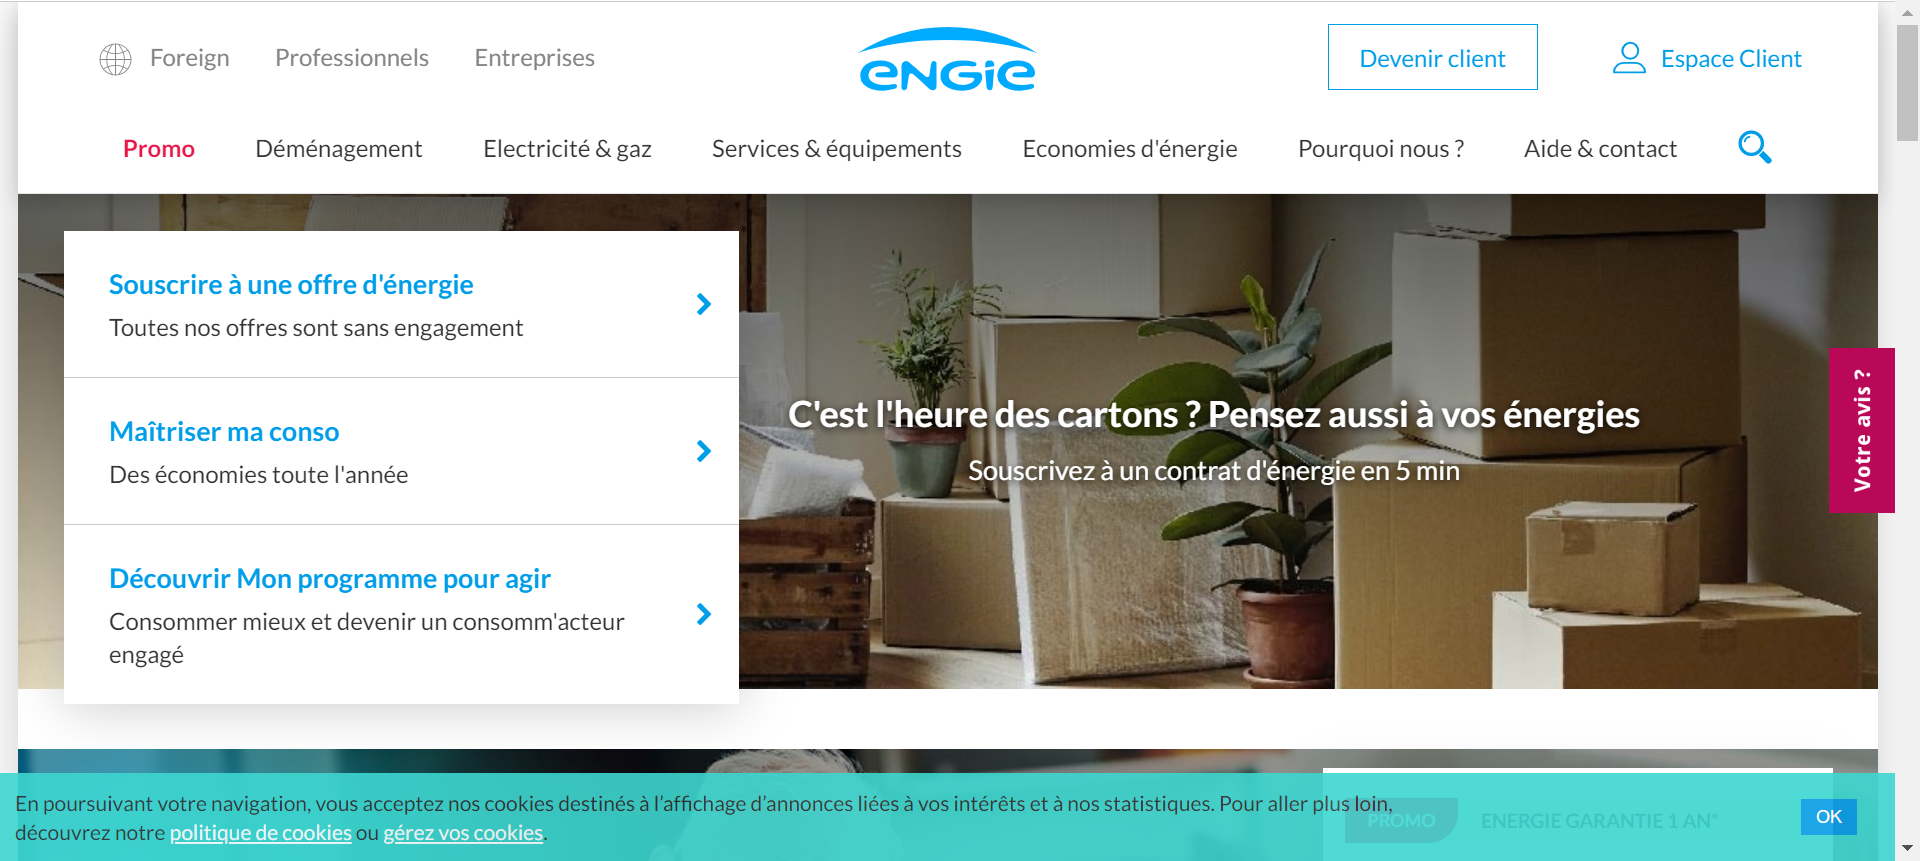 Foreign Professionnels Entreprises
ENGIE
Devenir client
Espace Client
Promo Déménagement Electricité & gaz Services & équipements Economies d'énergie Pourquoi nous ? Aide & contact
Souscrire à une offre d'énergie
Toutes nos offres sont sans engagement
Maîtriser ma conso
Des économies toute l'année
Découvrir Mon programme pour agir
Consommer mieux et devenir un consomm'acteur
engagé
C'est l'heure des cartons ? Pensez aussi à vos énergies
Souscrivez à un contrat d'énergie en 5 min
Votre avis ?
En poursuivant votre navigation, vous acceptez nos cookies destinés à l’affichage d’annonces liées à vos intérêts et à nos statistiques. Pour aller plus loin,
découvrez notre politique de cookies ou gérez vos cookies.
PROMO
ENERGIE GARANTIE 1 AN*
OK